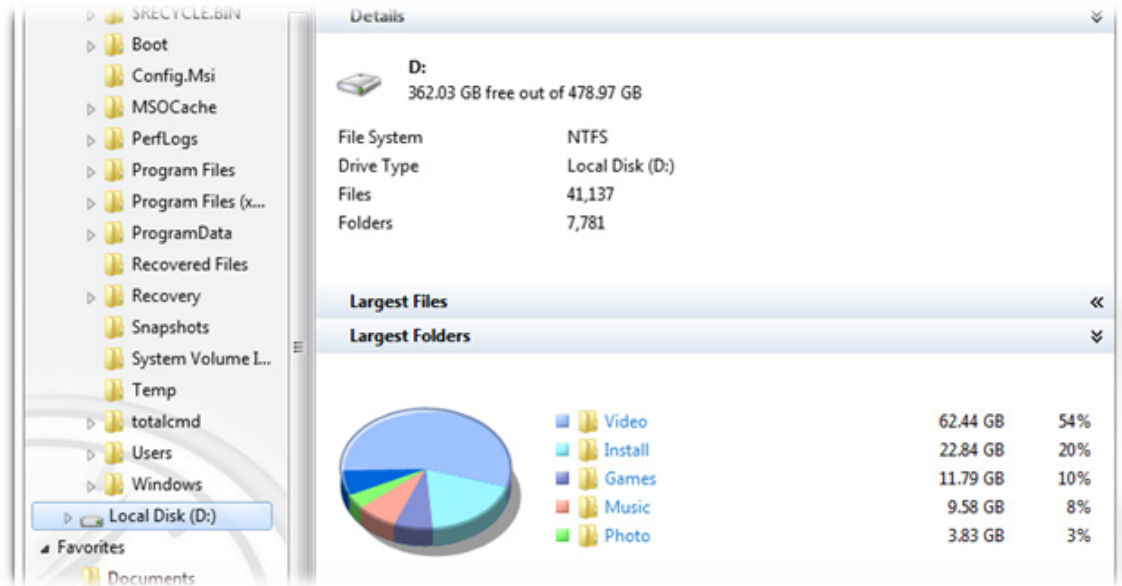 $RECYCLE.BIN
Boot
Config.Msi
MSOCache
PerfLogs
Program Files
Program Files (x...
ProgramData
Recovered Files
Recovery
Snapshots
System Volume I...
Temp
totalcmd
Users
Windows
Local Disk (D:)
Favorites
Documents
Details
D:
362.03 GB free out of 478.97 GB
File System NTFS
Drive Type Local Disk (D:)
Files 41,137
Folders 7,781
Largest Files
Largest Folders
Video 62.44 GB 54%
Install 22.84 GB 20%
Games 11.79 GB 10%
Music 9.58 GB 8%
Photo 3.83 GB 3%